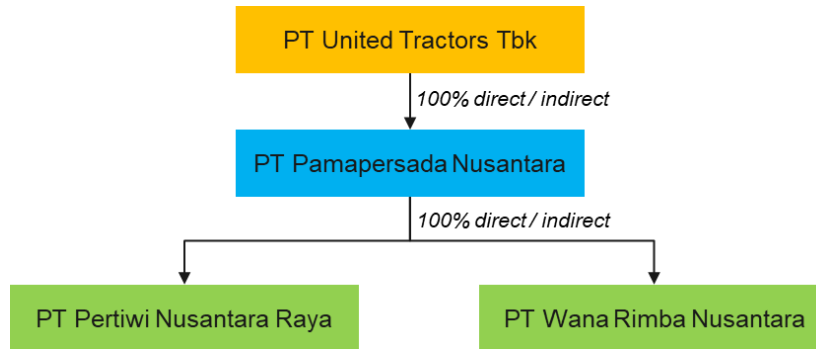 PT United Tractors Tbk
100% direct / indirect
PT Pamapersada Nusantara
100% direct / indirect
PT Pertiwi Nusantara Raya
PT Wana Rimba Nusantara